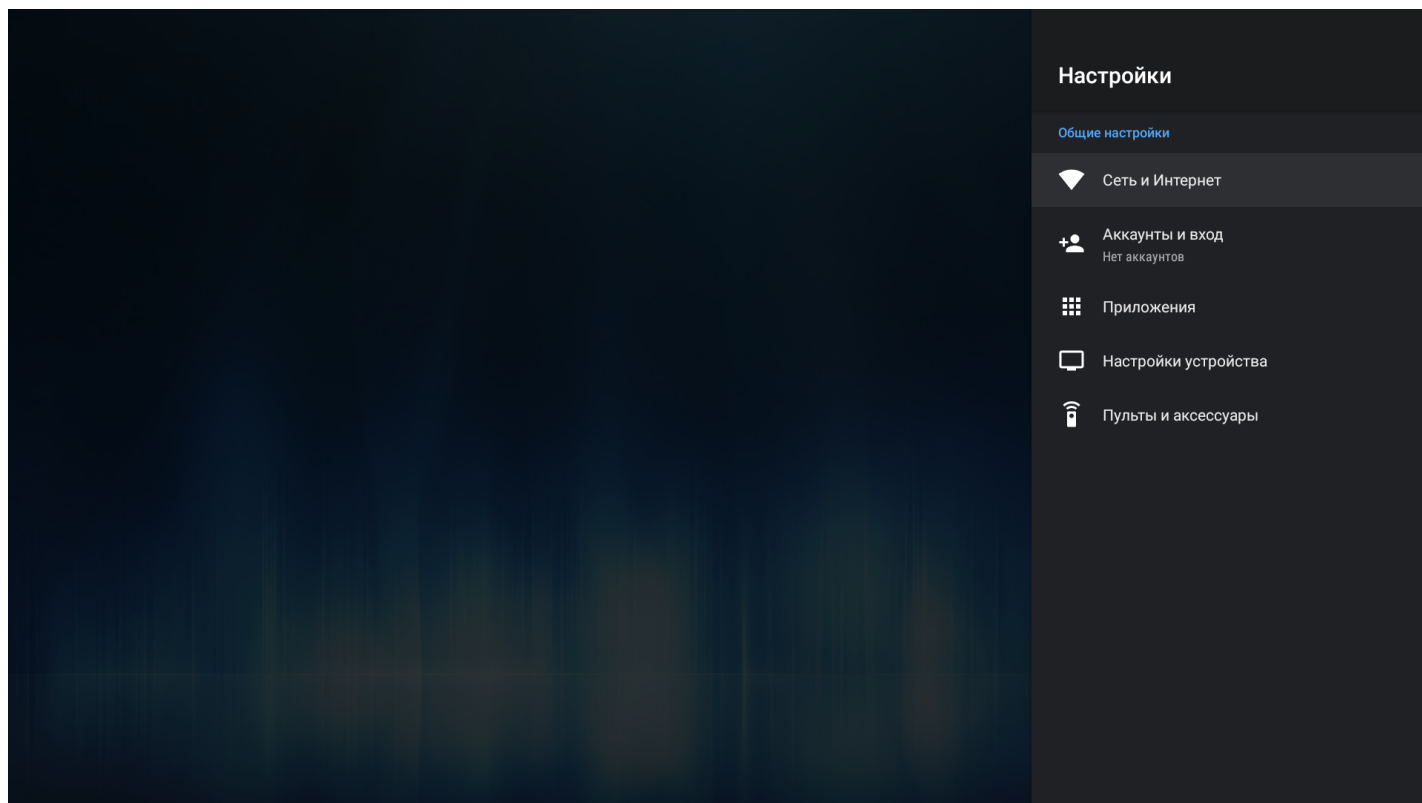 Настройки
Общие настройки
Сеть и Интернет
Аккаунты и вход
Нет аккаунтов
Приложения
Настройки устройства
Пульты и аксессуары